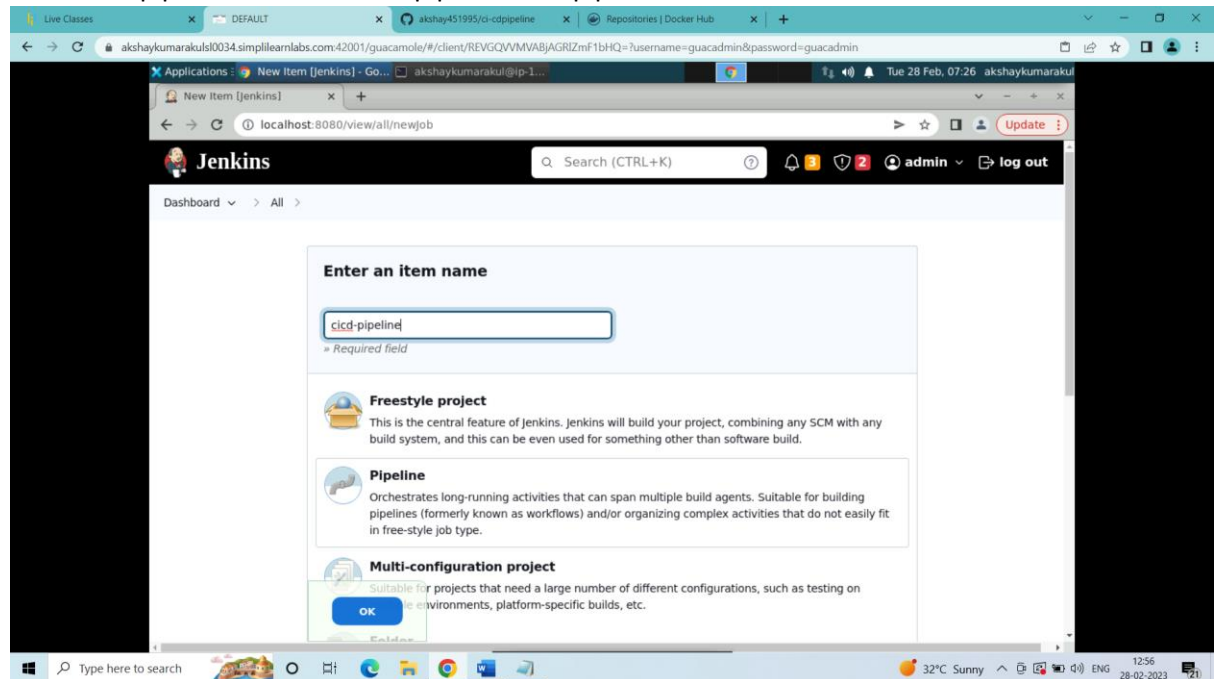 Live Classes
DEFAULT
akshay451995/ci-cdpipeline
Repositories | Docker Hub
akshaykumarakulsl0034.simplilearnlabs.com:42001/guacamole/#/client/REVGQVVMVABjAGRlZmF1bHQ=?username=guacadmin&password=guacadmin
Applications
New Item [Jenkins] - Go...
akshaykumarakul@ip-1...
Tue 28 Feb, 07:26 akshaykumarakul
New Item [Jenkins]
localhost:8080/view/all/newJob
Update
Jenkins
Search (CTRL+K)
3
2
admin
log out
Dashboard > All >
Enter an item name
cicd-pipeline
» Required field
Freestyle project
This is the central feature of Jenkins. Jenkins will build your project, combining any SCM with any
build system, and this can be even used for something other than software build.
Pipeline
Orchestrates long-running activities that can span multiple build agents. Suitable for building
pipelines (formerly known as workflows) and/or organizing complex activities that do not easily fit
in free-style job type.
Multi-configuration project
Suitable for projects that need a large number of different configurations, such as testing on
environments, platform-specific builds, etc.
OK
Folder
Type here to search
32°C Sunny
ENG
12:56
28-02-2023
21